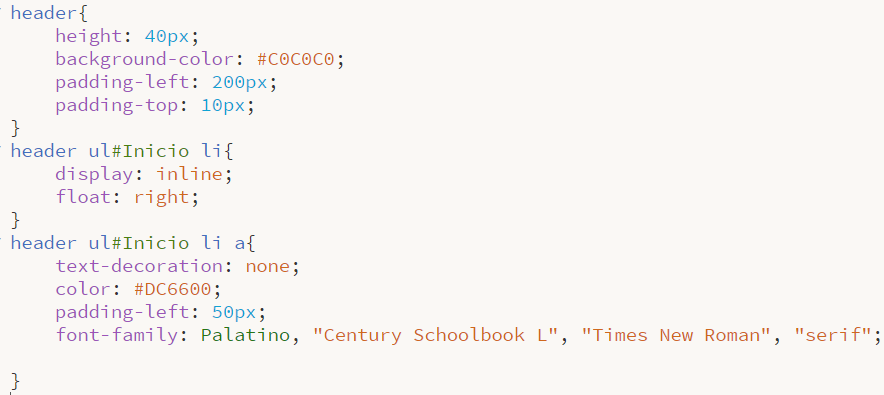 header{
    height: 40px;
    background-color: #C0C0C0;
    padding-left: 200px;
    padding-top: 10px;
}
header ul#Inicio li{
    display: inline;
    float: right;
}
header ul#Inicio li a{
    text-decoration: none;
    color: #DC6600;
    padding-left: 50px;
    font-family: Palatino, "Century Schoolbook L", "Times New Roman", "serif";

}